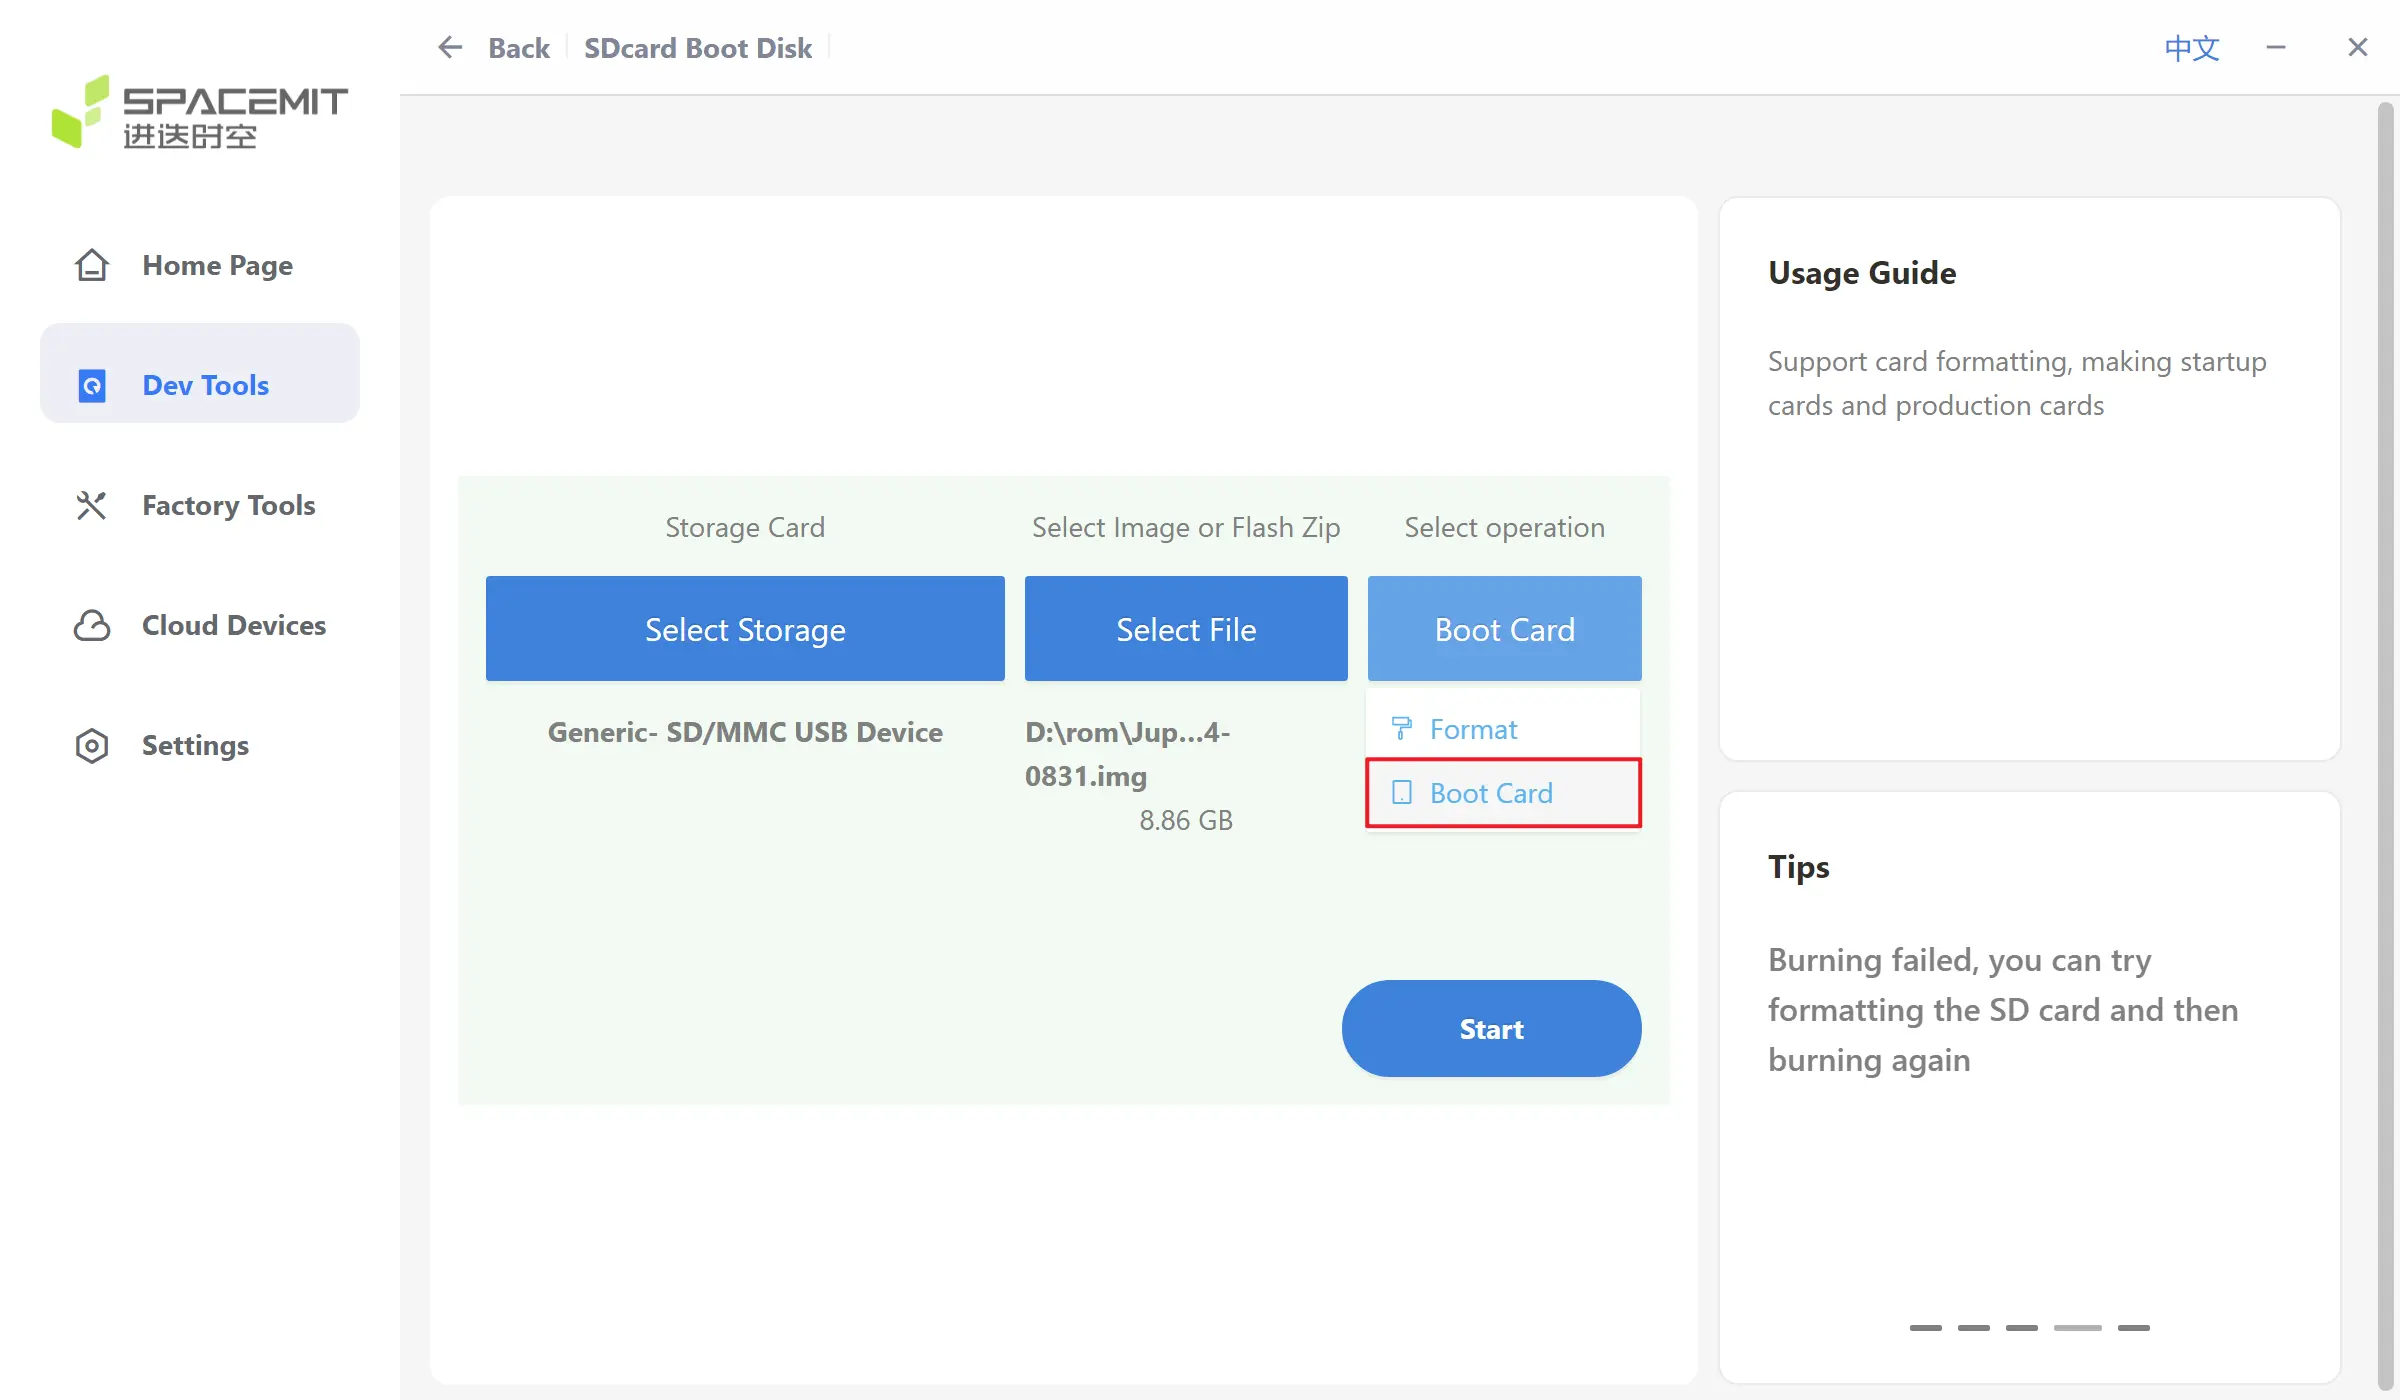 SPACEMIT
进迭时空
Home Page
Dev Tools
Factory Tools
Cloud Devices
Settings
Back
SDcard Boot Disk
中文
Storage Card
Select Image or Flash Zip
Select operation
Select Storage
Select File
Boot Card
Generic- SD/MMC USB Device
D:\rom\Jup...4-
0831.img
8.86 GB
Format
Boot Card
Start
Usage Guide
Support card formatting, making startup
cards and production cards
Tips
Burning failed, you can try
formatting the SD card and then
burning again